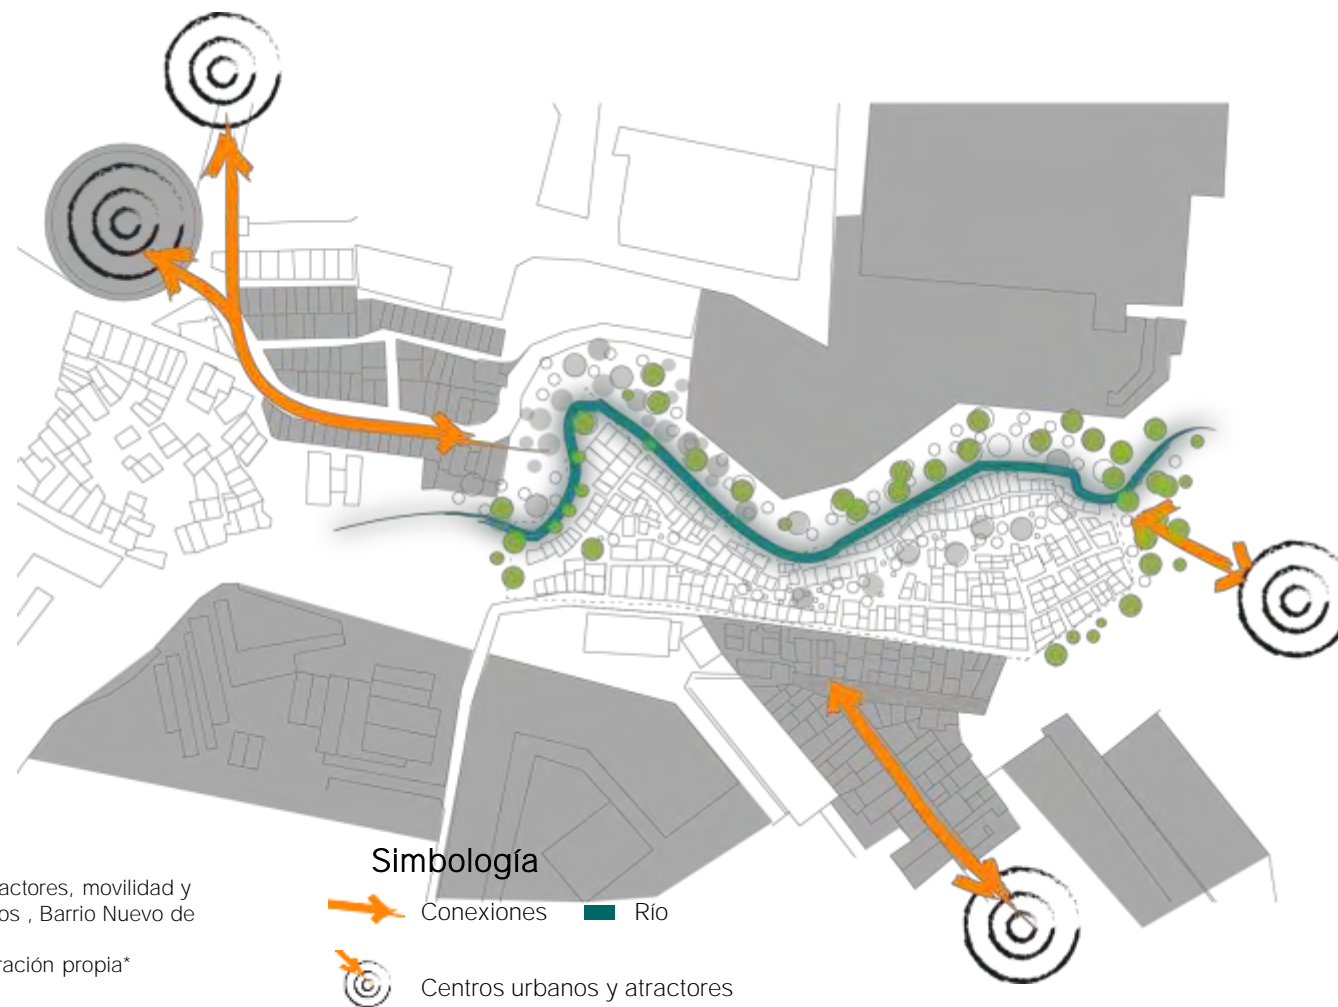 Simbología
actores, movilidad y
os , Barrio Nuevo de
ración propia*
Conexiones
Río
Centros urbanos y atractores